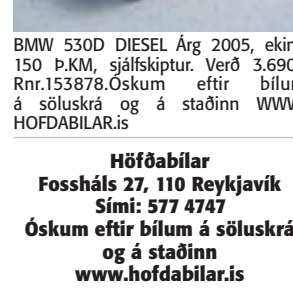 BMW 530D DIESEL Árg 2005, ekin
150 Þ.KM, sjálfskiptur. Verð 3.690
Rnr.153878.Óskum eftir bílum
á söluskrá og á staðinn WWW
HOFDABILAR.is
Höfðabílar
Fossháls 27, 110 Reykjavík
Sími: 577 4747
Óskum eftir bílum á söluskrá
og á staðinn
www.hofdabilar.is